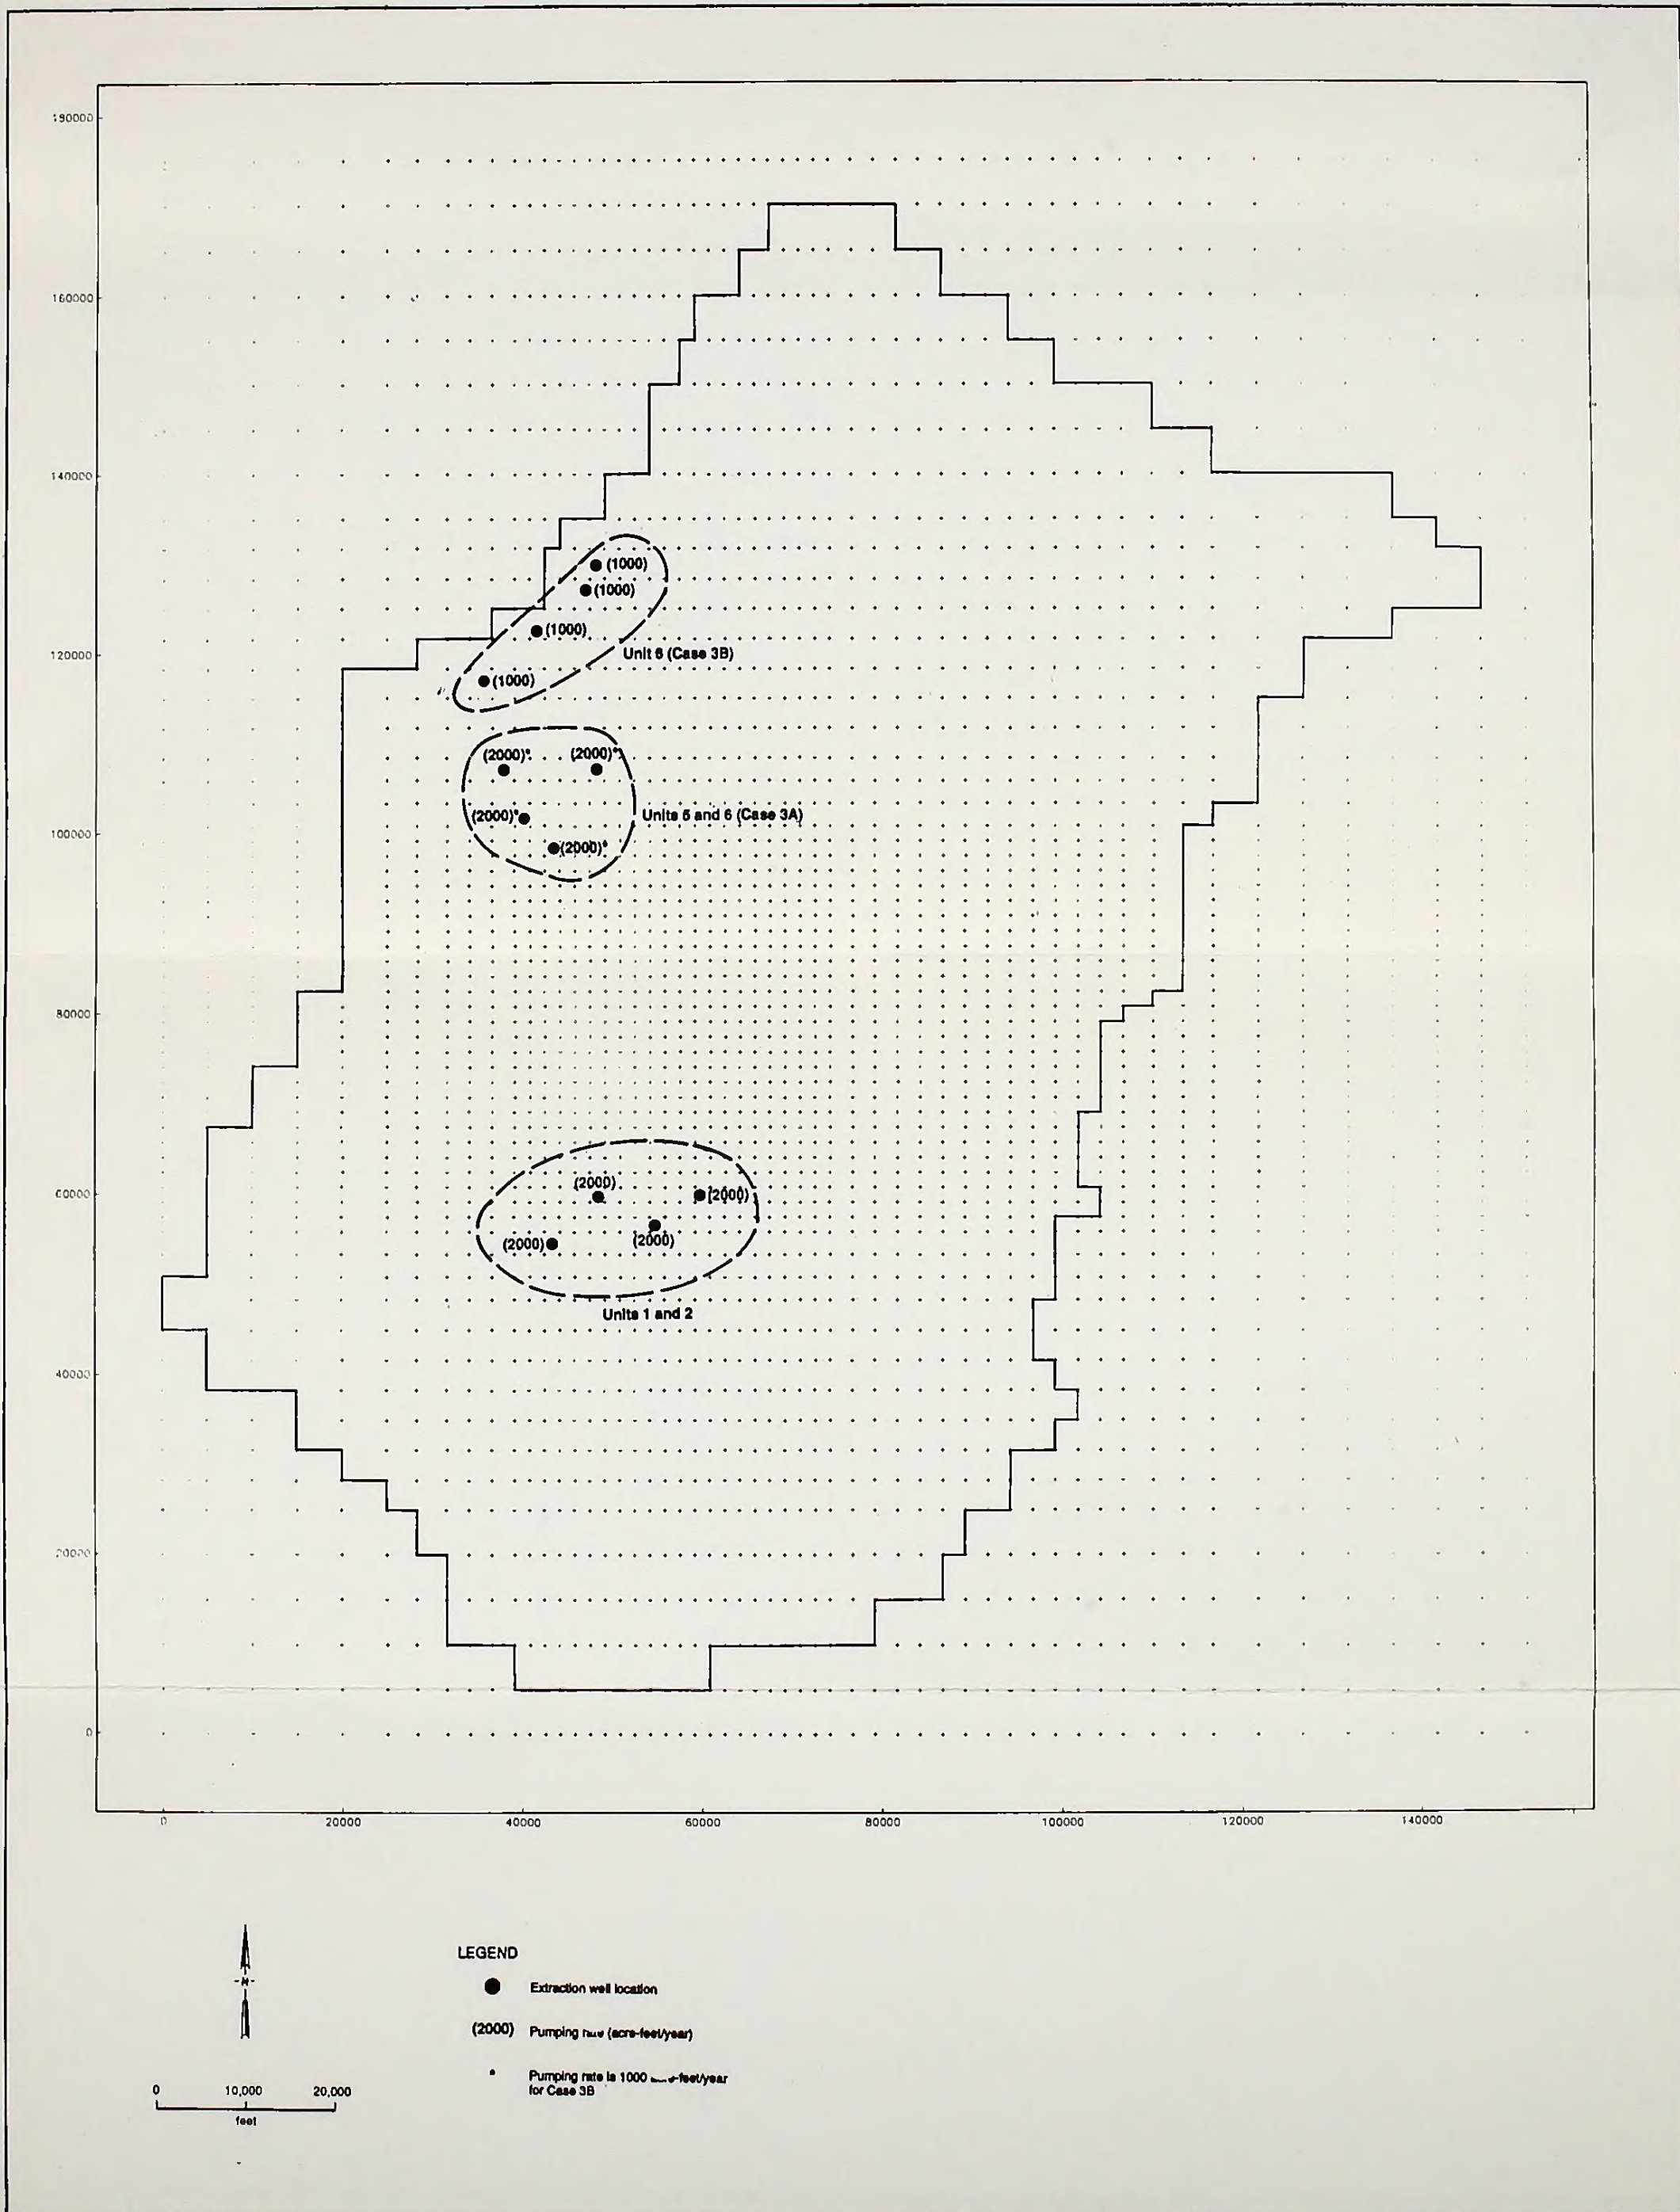 180000
160000
140000
120000
100000
80000
60000
40000
20000
0
(1000)
(1000)
(1000)
Unit 6 (Case 3B)
(1000)
(2000)* (2000)*
(2000)* Units 5 and 6 (Case 3A)
(2000)*
(2000) (2000)
(2000) (2000)
Units 1 and 2
0 20000 40000 60000 80000 100000 120000 140000
-N-
LEGEND
Extraction well location
(2000) Pumping (acre-feet/year)
* Pumping rate is 1000 -feet/year
for Case 3B
0 10,000 20,000
feet